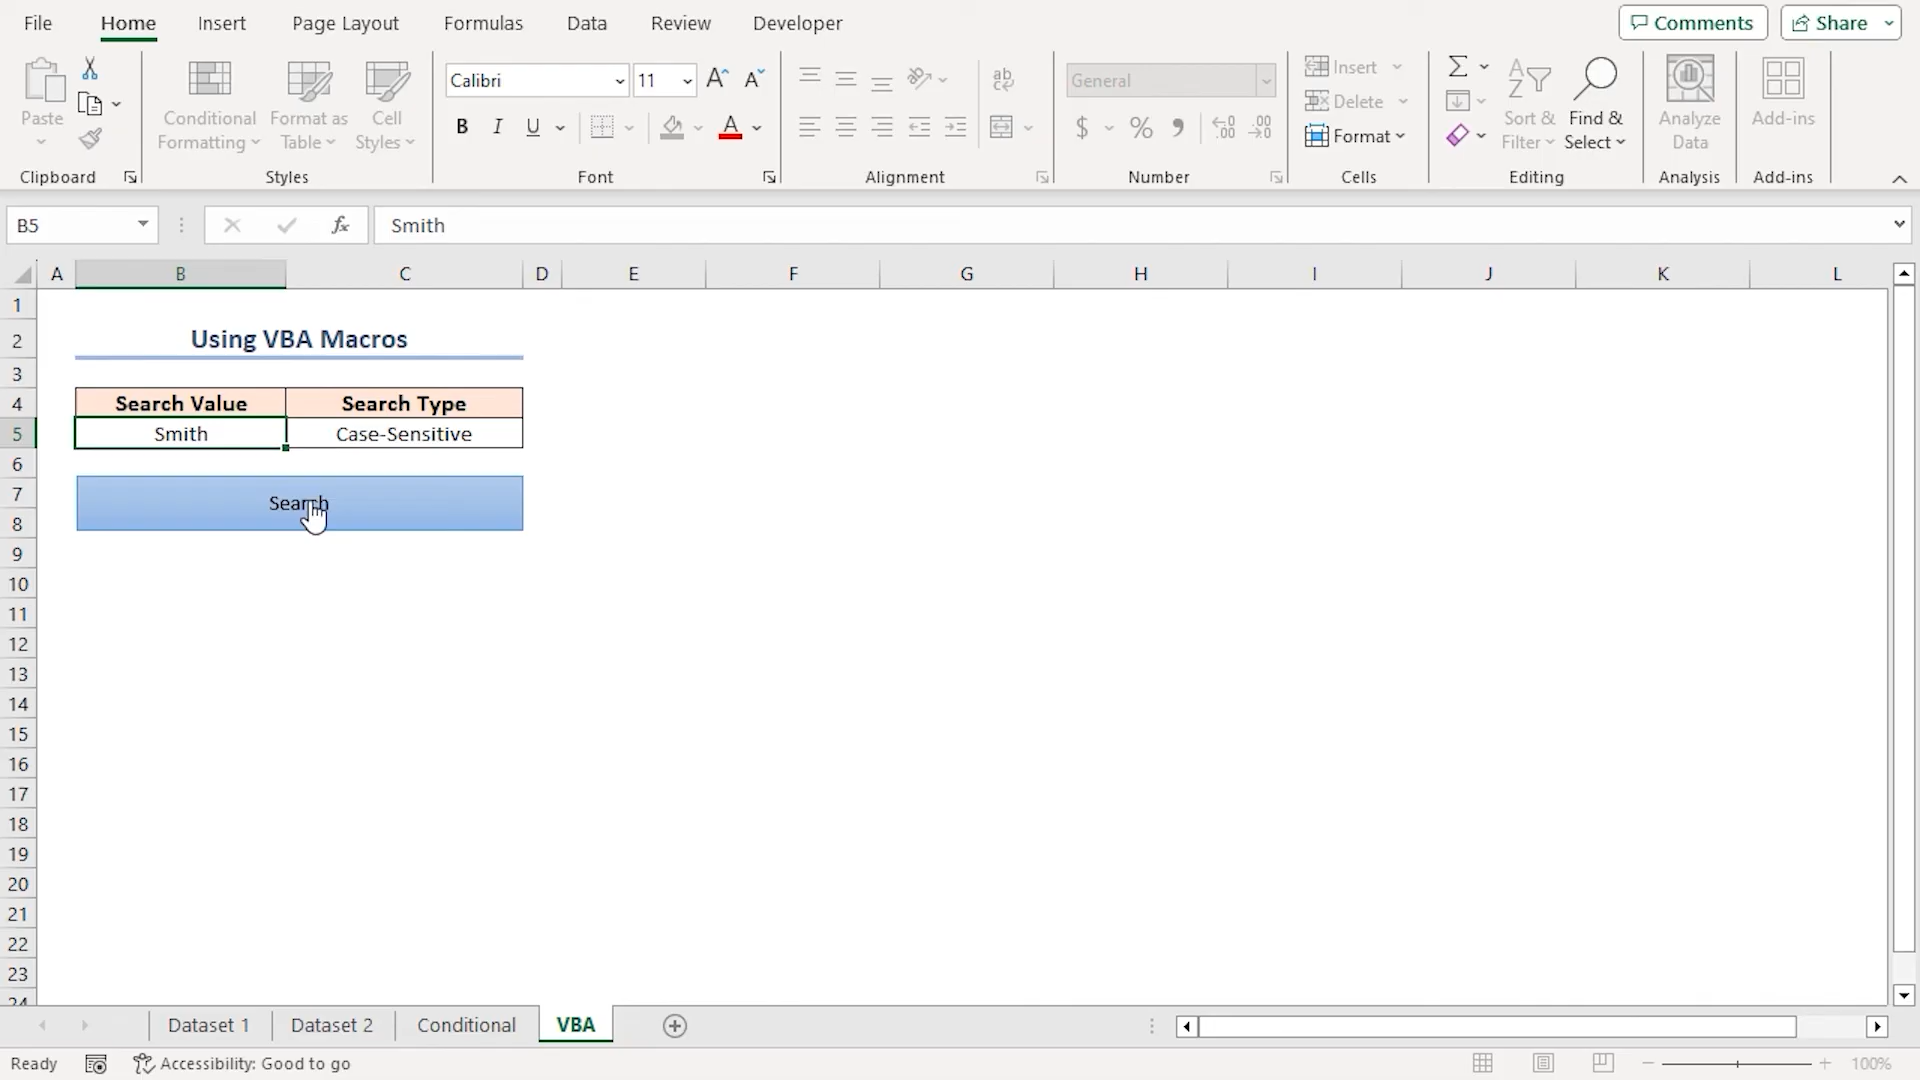 File Home Insert Page Layout Formulas Data Review Developer Comments Share
Paste
Clipboard
Conditional Formatting
Format as Table
Cell Styles
Styles
Calibri 11
B I U A
Font
ab
Alignment
General
$ % 9
Number
Insert
Delete
Format
Cells
Sort & Filter
Find & Select
Editing
Analyze Data
Analysis
Add-ins
Add-ins
B5 fx Smith
A B C D E F G H I J K L
1
2 Using VBA Macros
3
4 Search Value Search Type
5 Smith Case-Sensitive
6
7 Search
8
9
10
11
12
13
14
15
16
17
18
19
20
21
22
23
24
Dataset 1 Dataset 2 Conditional VBA
Ready Accessibility: Good to go 100%